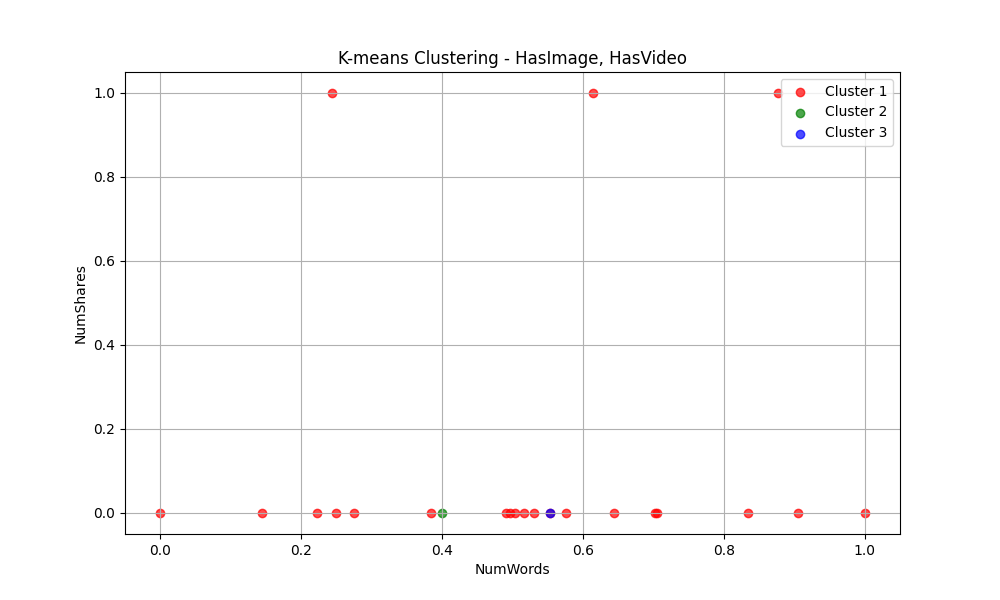 K-means Clustering - HasImage, HasVideo
Cluster 1
Cluster 2
Cluster 3
1.0
0.8
0.6
0.4
0.2
0.0
NumShares
0.0 0.2 0.4 0.6 0.8 1.0
NumWords